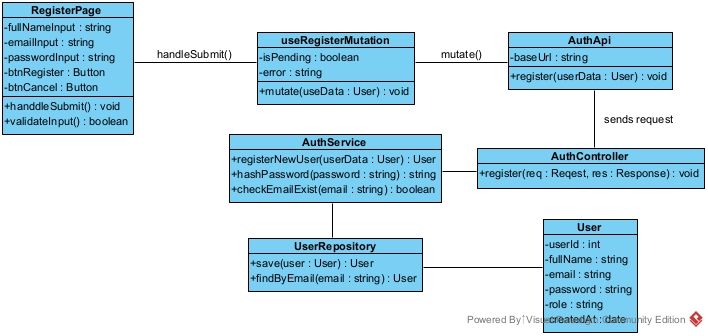 RegisterPage
-fullNameInput : string
-emailInput : string
-passwordInput : string
-btnRegister : Button
-btnCancel : Button
+handdleSubmit() : void
+validateInput() : boolean
handleSubmit()
useRegisterMutation
-isPending : boolean
-error : string
+mutate(useData : User) : void
mutate()
AuthApi
-baseUrl : string
+register(userData : User) : void
sends request
AuthService
+registerNewUser(userData : User) : User
+hashPassword(password : string) : string
+checkEmailExist(email : string) : boolean
AuthController
+register(req : Reqest, res : Response) : void
UserRepository
+save(user : User) : User
+findByEmail(email : string) : User
User
-userId : int
-fullName : string
-email : string
-password : string
-role : string
-createdAt : date
Powered By Visual Paradigm Community Edition